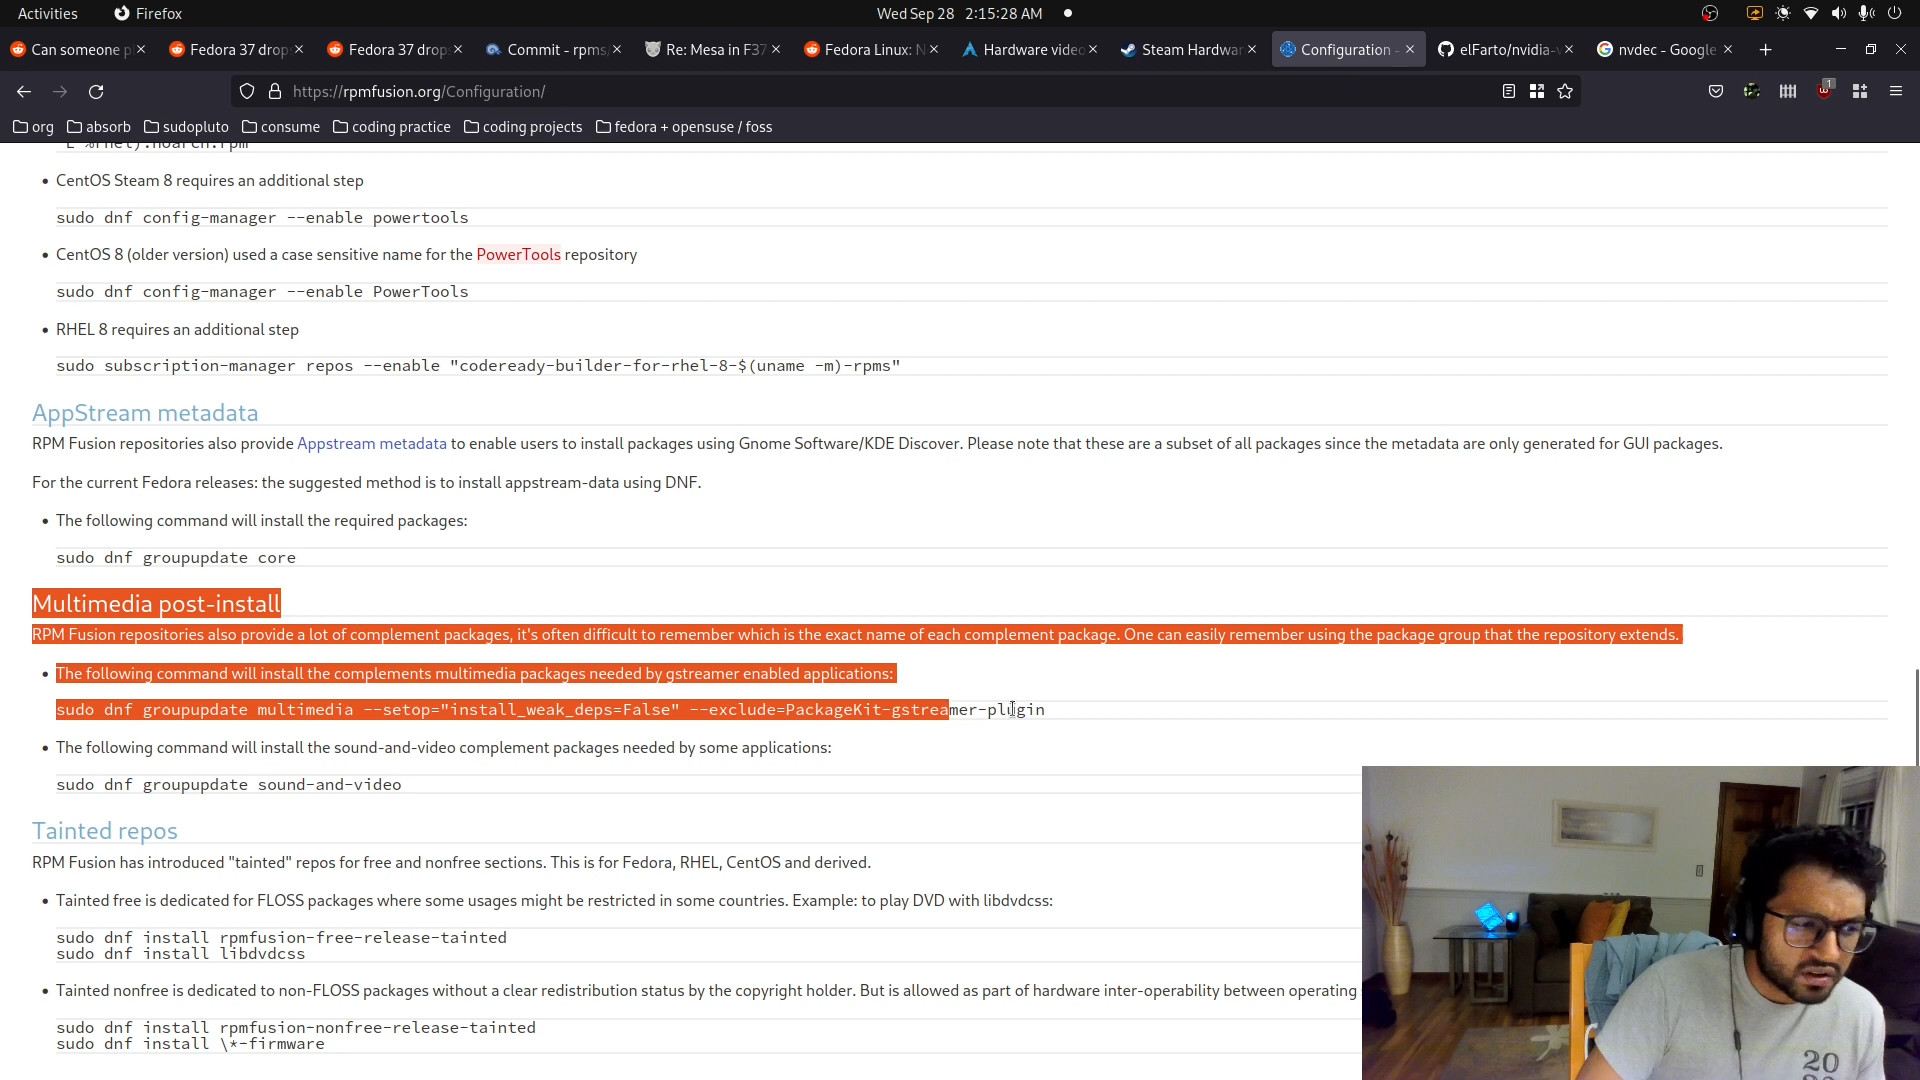 Activities Firefox Wed Sep 28 2:15:28 AM
Can someone p Fedora 37 drop Fedora 37 drop Commit - rpms/ Re: Mesa in F37 Fedora Linux: N Hardware video Steam Hardwar Configuration - elFarto/nvidia-v nvdec - Google
https://rpmfusion.org/Configuration/ 1
org absorb sudopluto consume coding practice coding projects fedora + opensuse / foss
CentOS Steam 8 requires an additional step
sudo dnf config-manager --enable powertools
CentOS 8 (older version) used a case sensitive name for the PowerTools repository
sudo dnf config-manager --enable PowerTools
RHEL 8 requires an additional step
sudo subscription-manager repos --enable "codeready-builder-for-rhel-8-$(uname -m)-rpms"
AppStream metadata
RPM Fusion repositories also provide Appstream metadata to enable users to install packages using Gnome Software/KDE Discover. Please note that these are a subset of all packages since the metadata are only generated for GUI packages.
For the current Fedora releases: the suggested method is to install appstream-data using DNF.
The following command will install the required packages:
sudo dnf groupupdate core
Multimedia post-install
RPM Fusion repositories also provide a lot of complement packages, it's often difficult to remember which is the exact name of each complement package. One can easily remember using the package group that the repository extends.
The following command will install the complements multimedia packages needed by gstreamer enabled applications:
sudo dnf groupupdate multimedia --setop="install_weak_deps=False" --exclude=PackageKit-gstreamer-plugin
The following command will install the sound-and-video complement packages needed by some applications:
sudo dnf groupupdate sound-and-video
Tainted repos
RPM Fusion has introduced "tainted" repos for free and nonfree sections. This is for Fedora, RHEL, CentOS and derived.
Tainted free is dedicated for FLOSS packages where some usages might be restricted in some countries. Example: to play DVD with libdvdcss:
sudo dnf install rpmfusion-free-release-tainted
sudo dnf install libdvdcss
Tainted nonfree is dedicated to non-FLOSS packages without a clear redistribution status by the copyright holder. But is allowed as part of hardware inter-operability between operating
sudo dnf install rpmfusion-nonfree-release-tainted
sudo dnf install \*-firmware
20